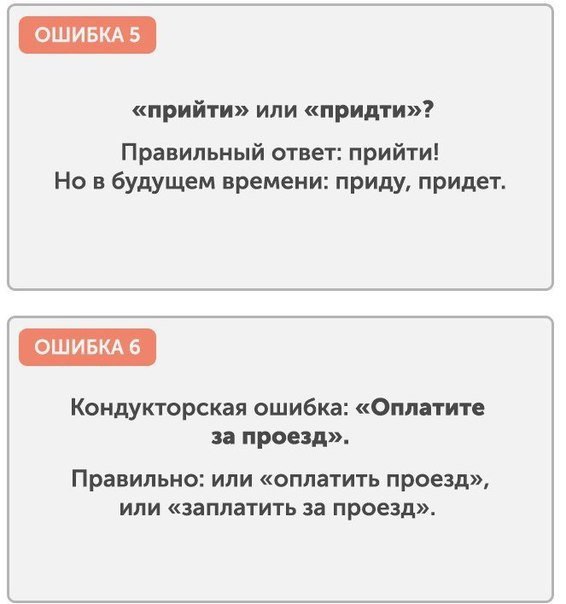 ОШИБКА 5
«прийти» или «придти»?
Правильный ответ: прийти!
Но в будущем времени: приду, придет.
ОШИБКА 6
Кондукторская ошибка: «Оплатите
за проезд».
Правильно: или «оплатить проезд»,
или «заплатить за проезд».